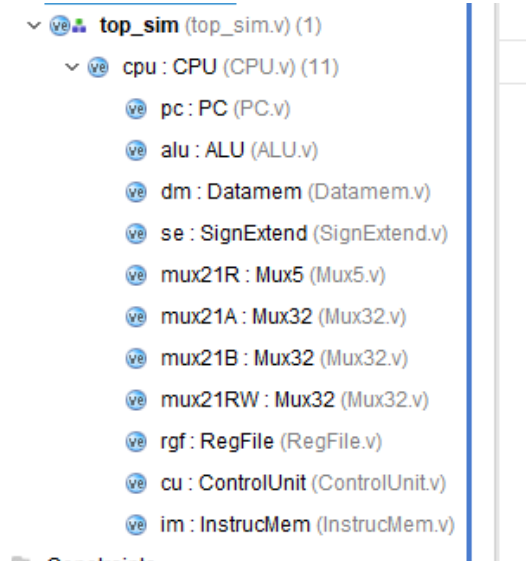 top_sim (top_sim.v) (1)
cpu : CPU (CPU.v) (11)
pc : PC (PC.v)
alu : ALU (ALU.v)
dm : Datamem (Datamem.v)
se : SignExtend (SignExtend.v)
mux21R : Mux5 (Mux5.v)
mux21A : Mux32 (Mux32.v)
mux21B : Mux32 (Mux32.v)
mux21RW : Mux32 (Mux32.v)
rgf : RegFile (RegFile.v)
cu : ControlUnit (ControlUnit.v)
im : InstrucMem (InstrucMem.v)